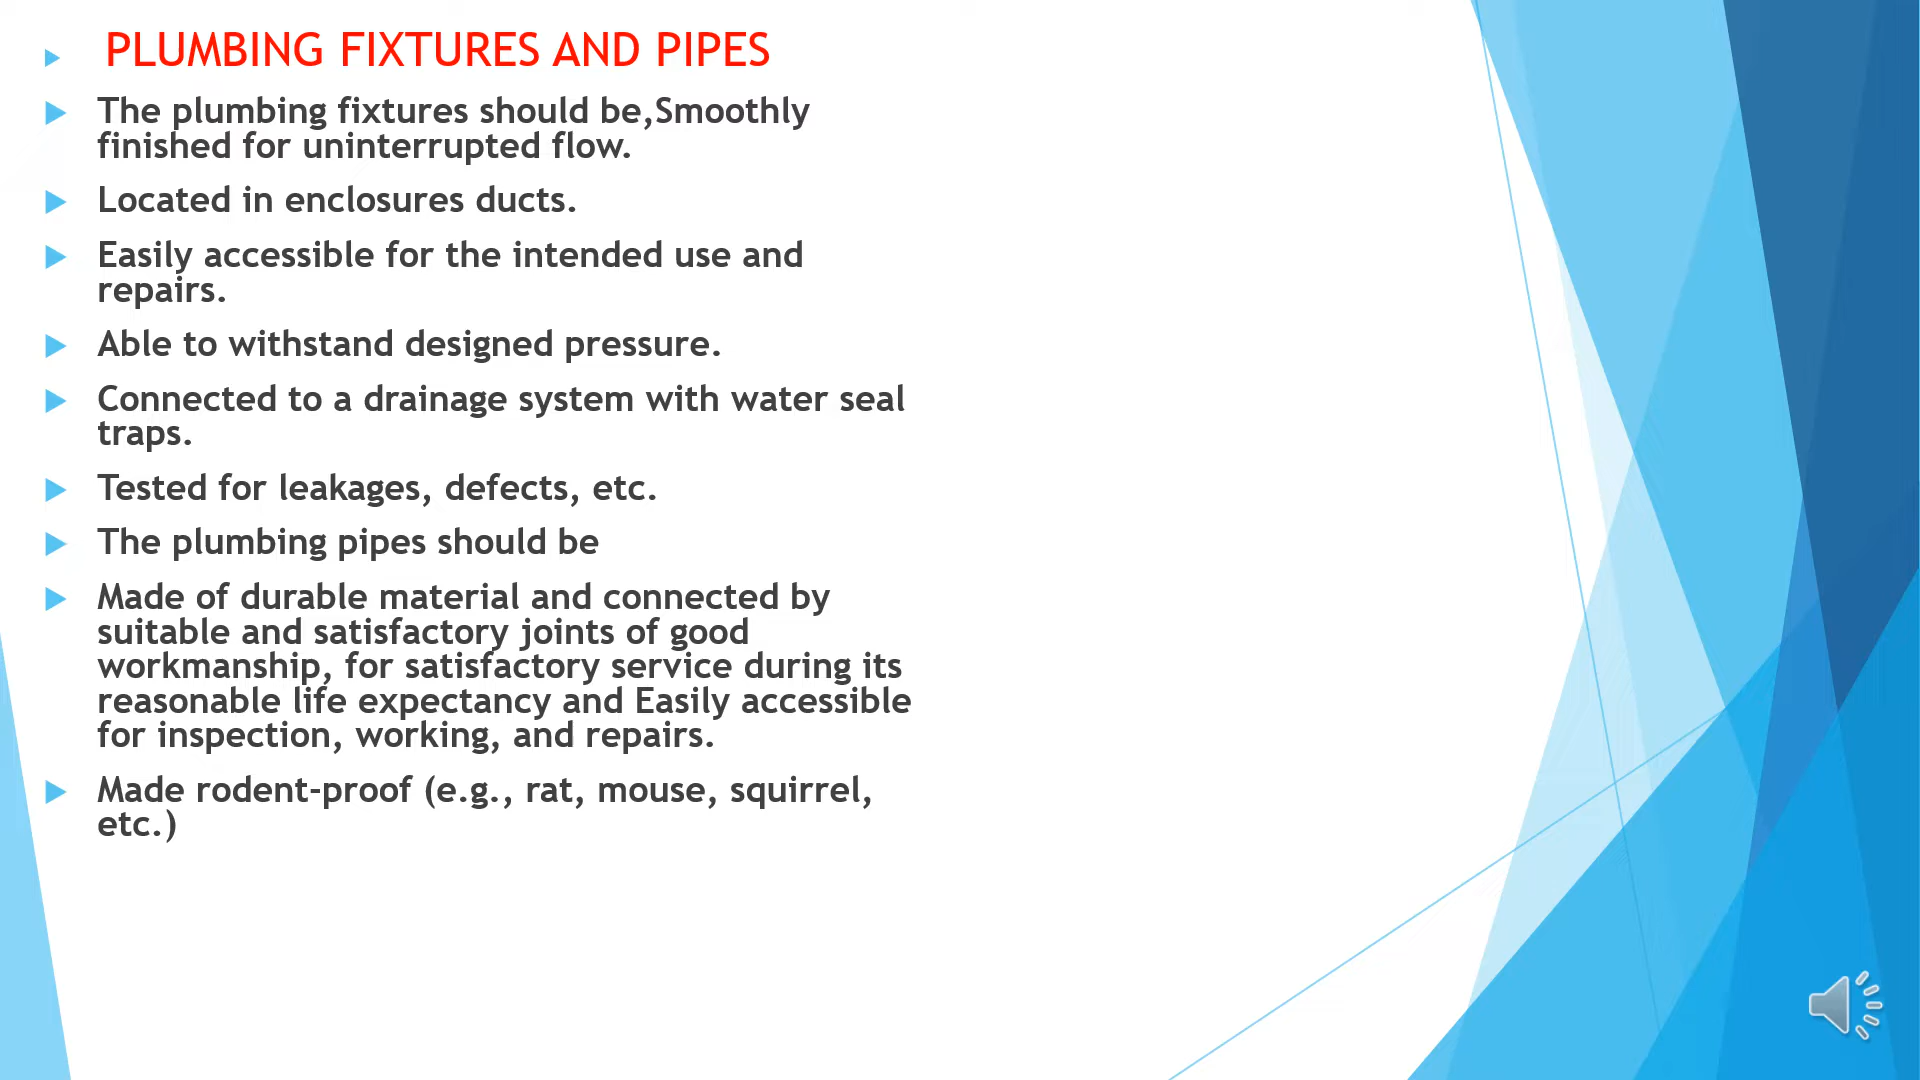 PLUMBING FIXTURES AND PIPES
The plumbing fixtures should be,Smoothly
finished for uninterrupted flow.
Located in enclosures ducts.
Easily accessible for the intended use and
repairs.
Able to withstand designed pressure.
Connected to a drainage system with water seal
traps.
Tested for leakages, defects, etc.
The plumbing pipes should be
Made of durable material and connected by
suitable and satisfactory joints of good
workmanship, for satisfactory service during its
reasonable life expectancy and Easily accessible
for inspection, working, and repairs.
Made rodent-proof (e.g., rat, mouse, squirrel,
etc.)